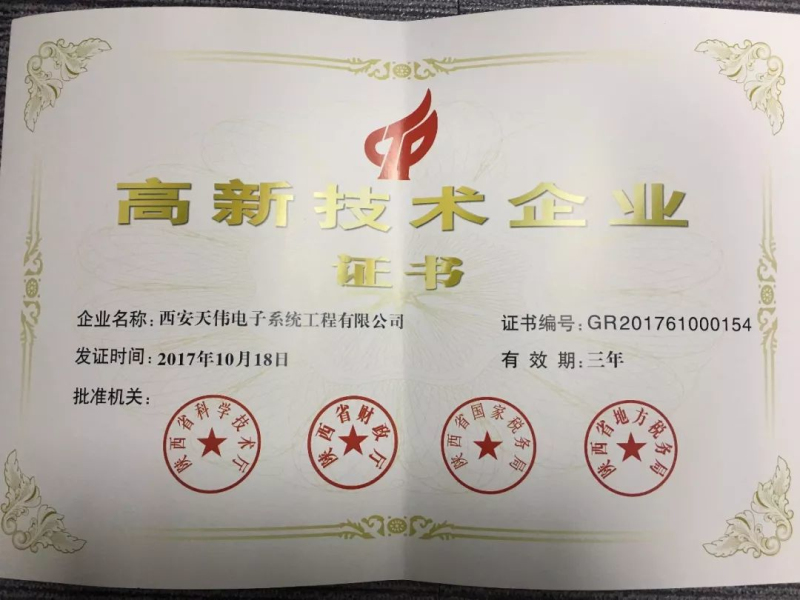 高新技术企业
证书
企业名称：西安天伟电子系统工程有限公司
证书编号：GR201761000154
发证时间：2017年10月18日
有效期：三年
批准机关：
陕西省科学技术厅
陕西省财政厅
陕西省国家税务局
陕西省地方税务局